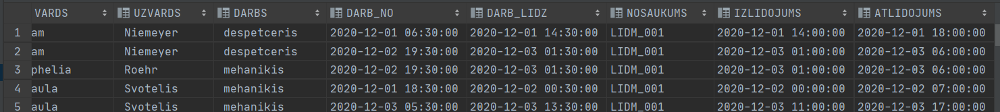 VARDS UZVARDS DARBS DARB_NO DARB_LIDZ NOSAUKUMS IZLIDOJUMS ATLIDOJUMS
1 am Niemeyer despetceris 2020-12-01 06:30:00 2020-12-01 14:30:00 LIDM_001 2020-12-01 14:00:00 2020-12-01 18:00:00
2 am Niemeyer despetceris 2020-12-02 19:30:00 2020-12-03 01:30:00 LIDM_001 2020-12-03 01:00:00 2020-12-03 06:00:00
3 phelia Roehr mehanikis 2020-12-02 19:30:00 2020-12-03 01:30:00 LIDM_001 2020-12-03 01:00:00 2020-12-03 06:00:00
4 aula Svotelis mehanikis 2020-12-01 18:30:00 2020-12-02 00:30:00 LIDM_001 2020-12-02 00:00:00 2020-12-02 07:00:00
5 aula Svotelis mehanikis 2020-12-03 05:30:00 2020-12-03 13:30:00 LIDM_001 2020-12-03 11:00:00 2020-12-03 17:00:00